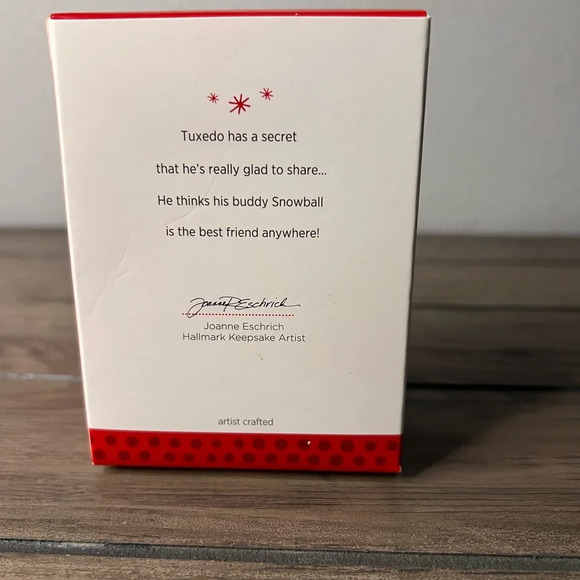 Tuxedo has a secret
that he's really glad to share...
He thinks his buddy Snowball
is the best friend anywhere!
Joanne Eschrich
Joanne Eschrich
Hallmark Keepsake Artist
artist crafted